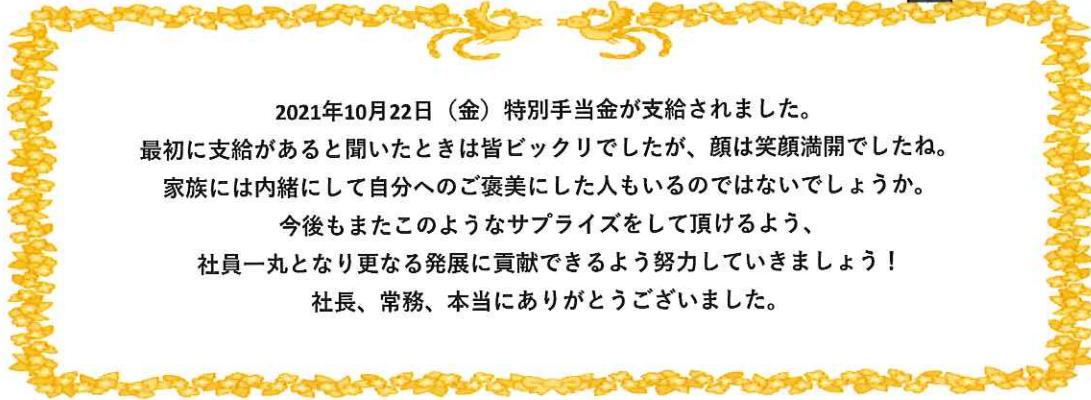 2021年10月22日（金）特別手当金が支給されました。
最初に支給があると聞いたときは皆ビックリでしたが、顔は笑顔満開でしたね。
家族には内緒にして自分へのご褒美にした人もいるのではないでしょうか。
今後もまたこのようなサプライズをして頂けるよう、
社員一丸となり更なる発展に貢献できるよう努力していきましょう！
社長、常務、本当にありがとうございました。